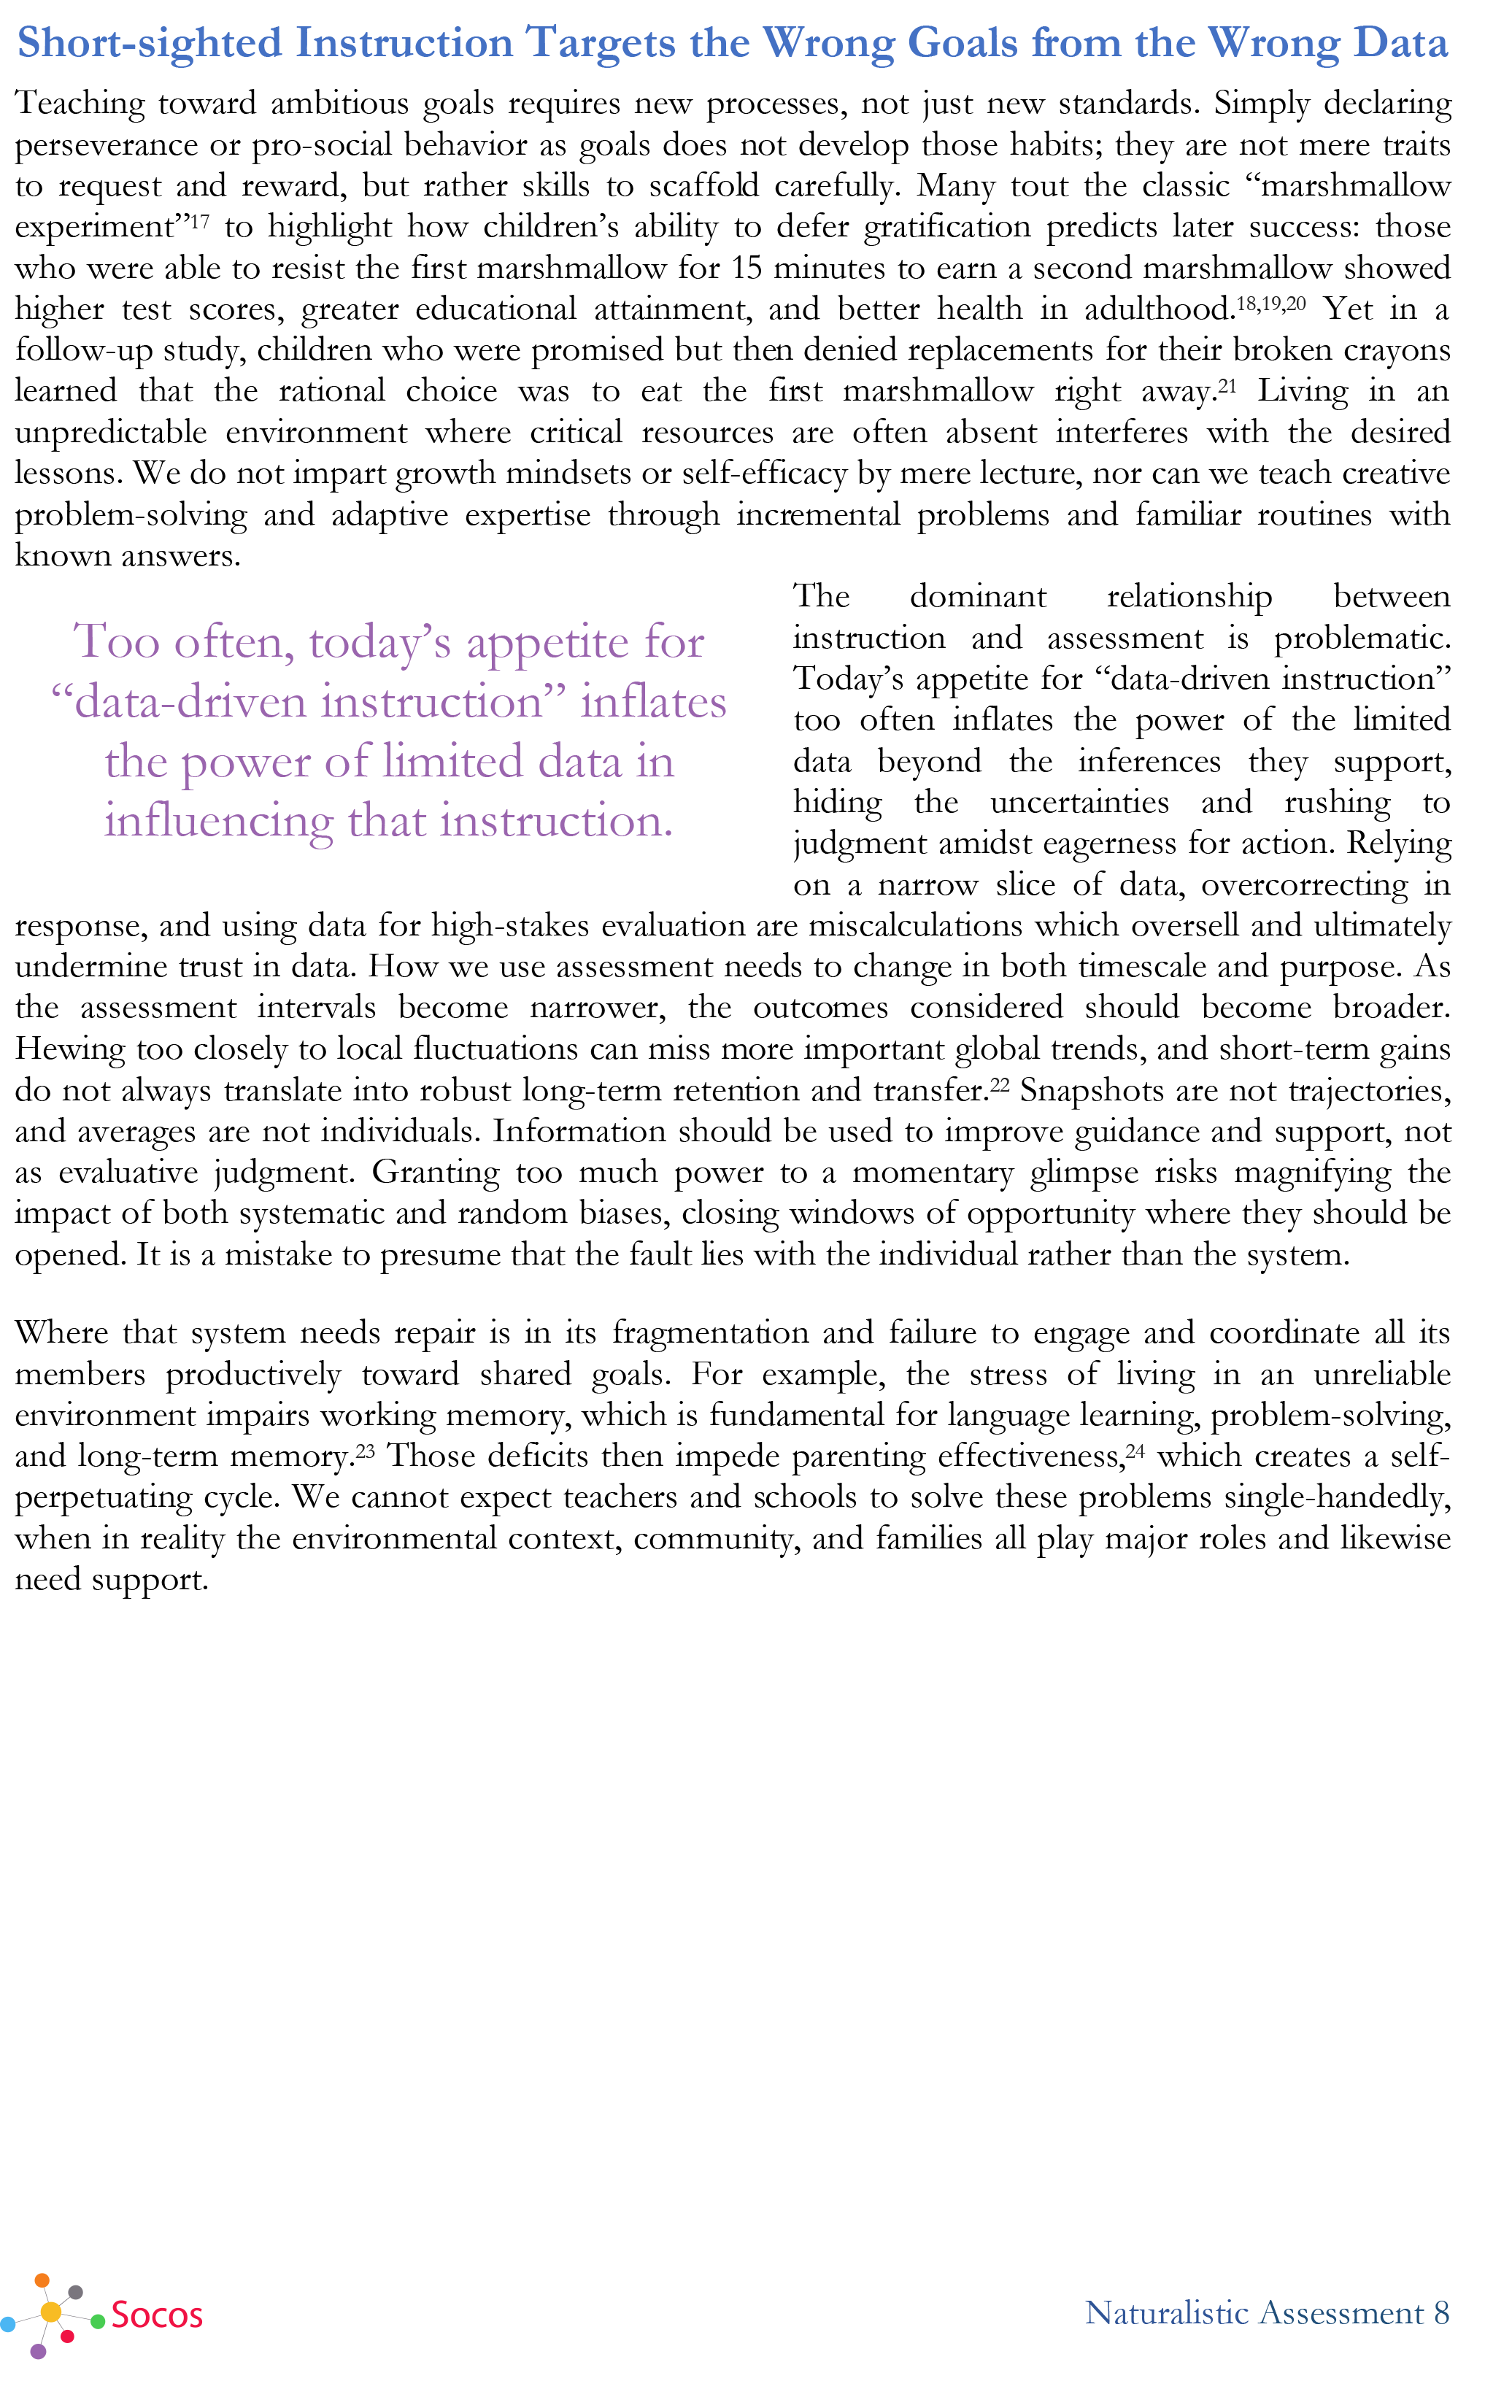 Short-sighted Instruction Targets the Wrong Goals from the Wrong Data
Teaching toward ambitious goals requires new processes, not just new standards. Simply declaring
perseverance or pro-social behavior as goals does not develop those habits; they are not mere traits
to request and reward, but rather skills to scaffold carefully. Many tout the classic “marshmallow
experiment”17 to highlight how children’s ability to defer gratification predicts later success: those
who were able to resist the first marshmallow for 15 minutes to earn a second marshmallow showed
higher test scores, greater educational attainment, and better health in adulthood.18,19,20 Yet in a
follow-up study, children who were promised but then denied replacements for their broken crayons
learned that the rational choice was to eat the first marshmallow right away.21 Living in an
unpredictable environment where critical resources are often absent interferes with the desired
lessons. We do not impart growth mindsets or self-efficacy by mere lecture, nor can we teach creative
problem-solving and adaptive expertise through incremental problems and familiar routines with
known answers.
Too often, today’s appetite for
“data-driven instruction” inflates
the power of limited data in
influencing that instruction.
The dominant relationship between
instruction and assessment is problematic.
Today’s appetite for “data-driven instruction”
too often inflates the power of the limited
data beyond the inferences they support,
hiding the uncertainties and rushing to
judgment amidst eagerness for action. Relying
on a narrow slice of data, overcorrecting in
response, and using data for high-stakes evaluation are miscalculations which oversell and ultimately
undermine trust in data. How we use assessment needs to change in both timescale and purpose. As
the assessment intervals become narrower, the outcomes considered should become broader.
Hewing too closely to local fluctuations can miss more important global trends, and short-term gains
do not always translate into robust long-term retention and transfer.22 Snapshots are not trajectories,
and averages are not individuals. Information should be used to improve guidance and support, not
as evaluative judgment. Granting too much power to a momentary glimpse risks magnifying the
impact of both systematic and random biases, closing windows of opportunity where they should be
opened. It is a mistake to presume that the fault lies with the individual rather than the system.
Where that system needs repair is in its fragmentation and failure to engage and coordinate all its
members productively toward shared goals. For example, the stress of living in an unreliable
environment impairs working memory, which is fundamental for language learning, problem-solving,
and long-term memory.23 Those deficits then impede parenting effectiveness,24 which creates a self-
perpetuating cycle. We cannot expect teachers and schools to solve these problems single-handedly,
when in reality the environmental context, community, and families all play major roles and likewise
need support.
Socos
Naturalistic Assessment 8